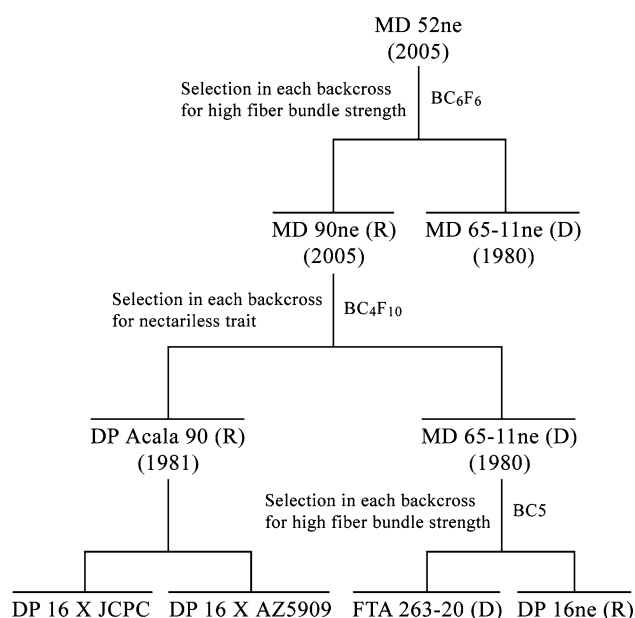 MD 52ne
(2005)
Selection in each backcross
for high fiber bundle strength
BC₆F₆
MD 90ne (R)
(2005)
MD 65-11ne (D)
(1980)
Selection in each backcross
for nectariless trait
BC₄F₁₀
DP Acala 90 (R)
(1981)
MD 65-11ne (D)
(1980)
Selection in each backcross
for high fiber bundle strength
BC5
DP 16 X JCPC
DP 16 X AZ5909
FTA 263-20 (D)
DP 16ne (R)